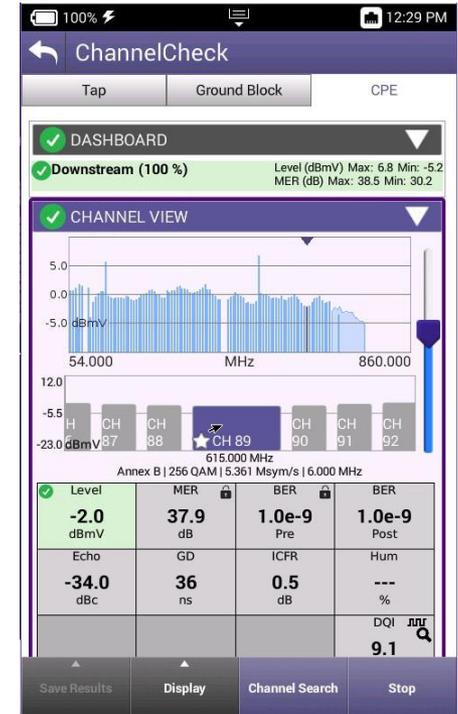 100%
12:29 PM
ChannelCheck
Tap Ground Block CPE
DASHBOARD
Downstream (100 %)
Level (dBmV) Max: 6.8 Min: -5.2
MER (dB) Max: 38.5 Min: 30.2
CHANNEL VIEW
5.0
0.0
-5.0 dBmV
54.000 MHz 860.000
12.0
-5.5
-23.0 dBmV
CH 87
CH 88
CH 89
CH 90
CH 91
CH 92
615.000 MHz
Annex B | 256 QAM | 5.361 Msym/s | 6.000 MHz
Level MER BER BER
-2.0 37.9 1.0e-9 1.0e-9
dBmV dB Pre Post
Echo GD ICFR Hum
-34.0 36 0.5 ---
dBc ns dB %
DQI
9.1
Save Results Display Channel Search Stop